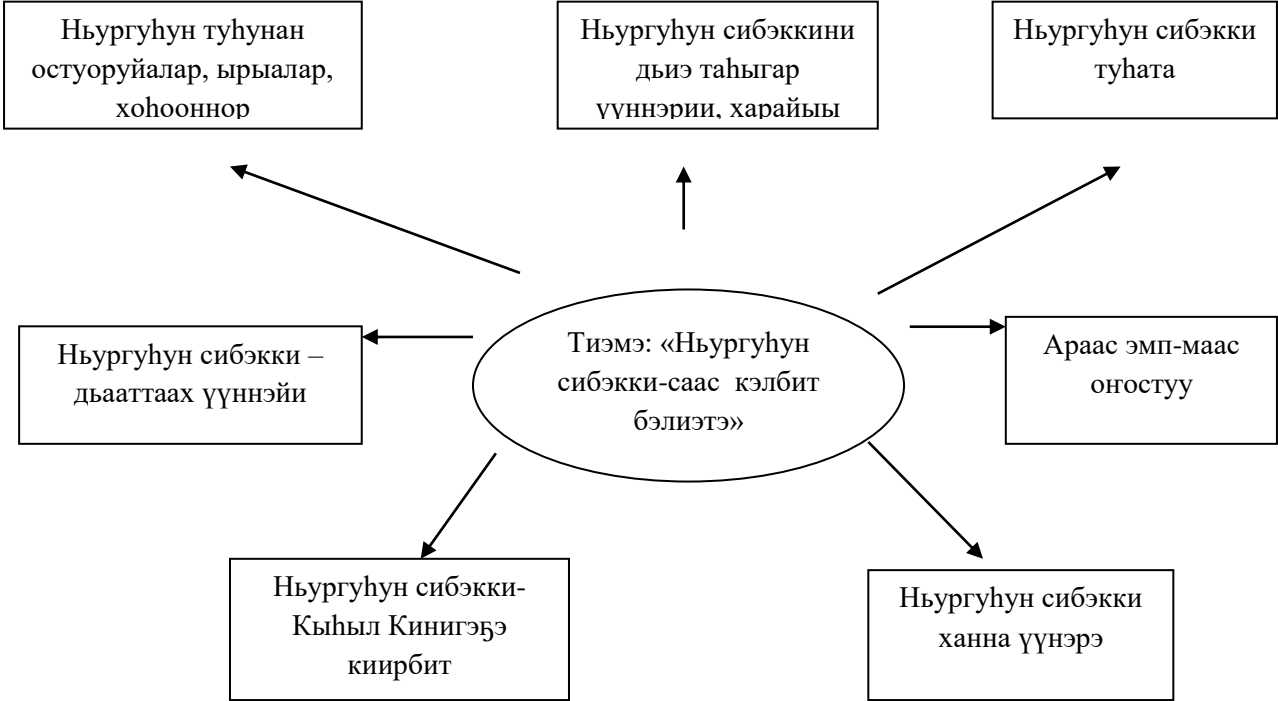 Ньургуһун туһунан
остуоруйалар, ырыалар,
хоһооннор
Ньургуһун сибэккини
дьиэ таһыгар
үүннэрии, харайыы
Ньургуһун сибэкки
туһата
Ньургуһун сибэкки –
дьааттаах үүннэйи
Тиэмэ: «Ньургуһун
сибэкки-саас кэлбит
бэлиэтэ»
Араас эмп-маас
оҥостуу
Ньургуһун сибэкки-
Кыһыл Кинигэҕэ
киирбит
Ньургуһун сибэкки
ханна үүнэрэ